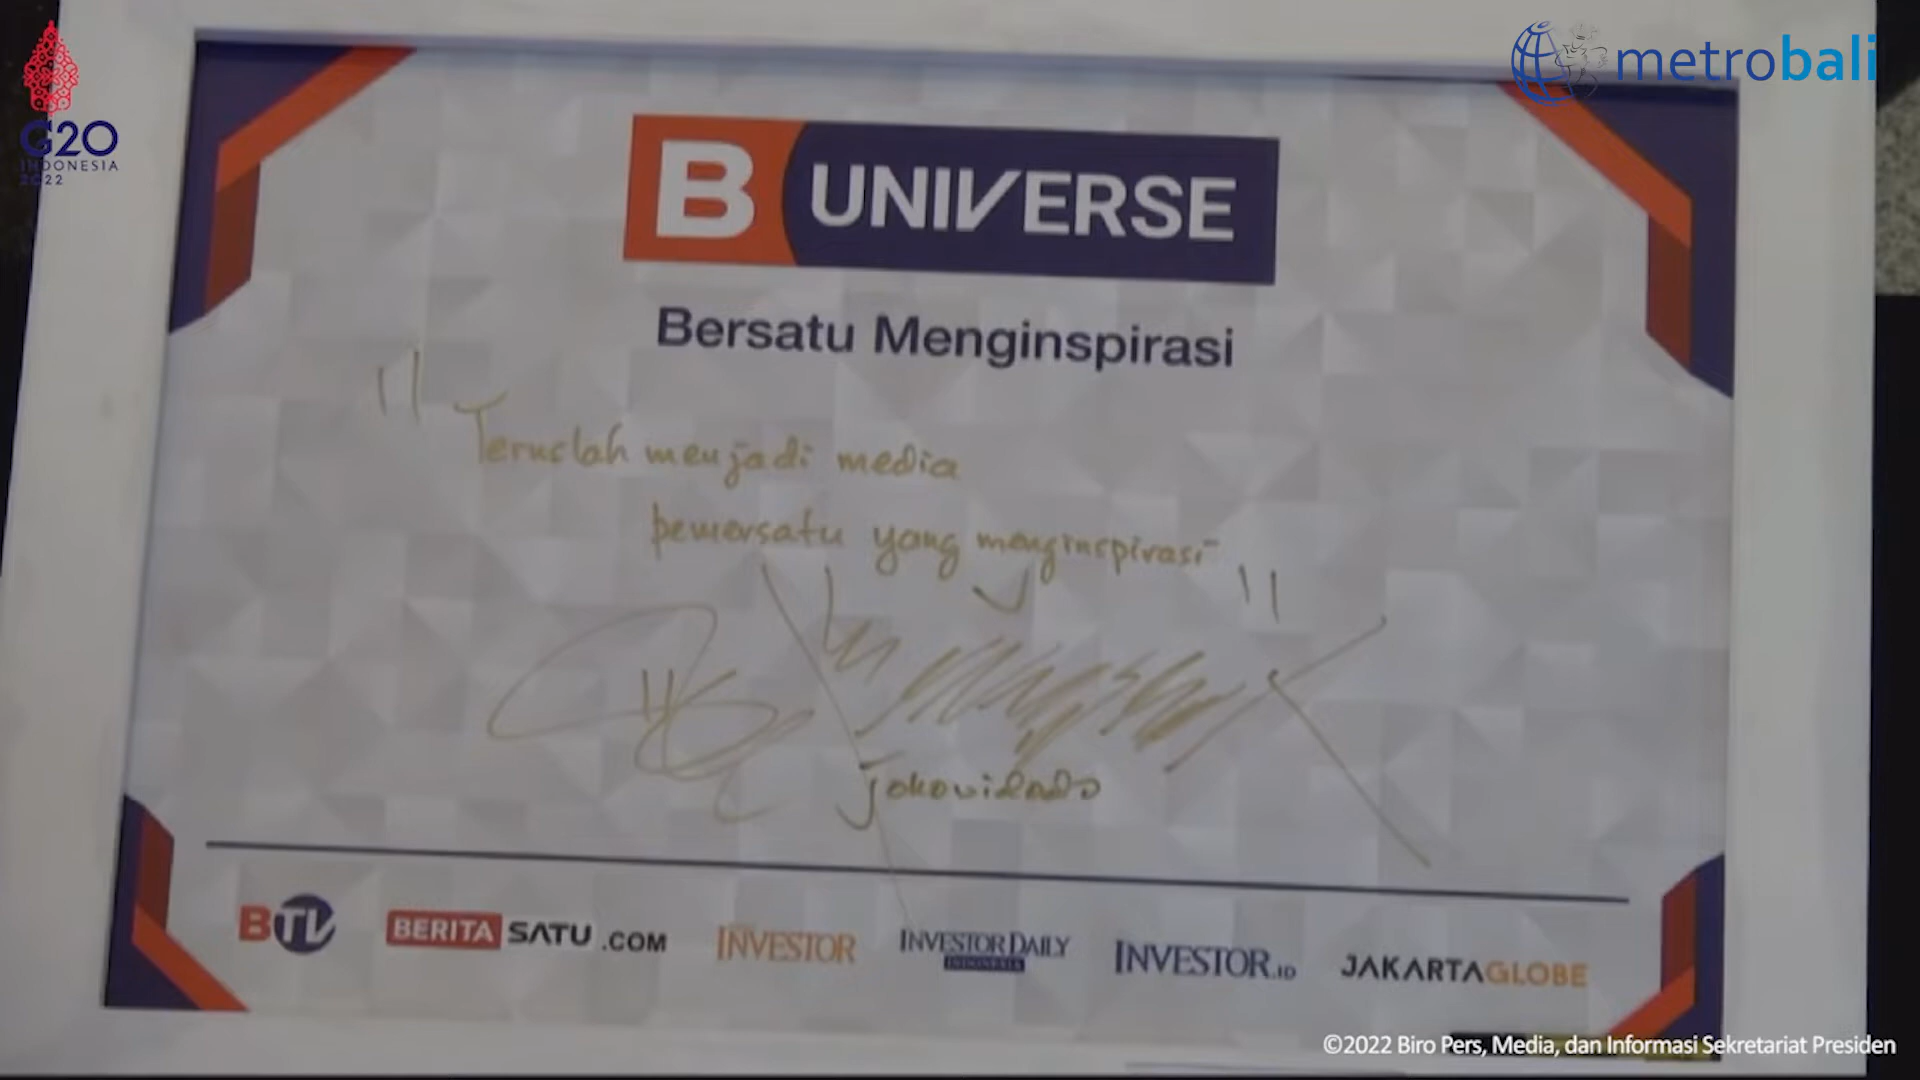 G20
INDONESIA
2022
metrobali
B UNIVERSE
Bersatu Menginspirasi
" Teruslah menjadi media
pemersatu yang menginspirasi "
jokowidodo
BTV
BERITA SATU .COM
INVESTOR
INVESTOR DAILY
INDONESIA
INVESTOR.ID
JAKARTAGLOBE
©2022 Biro Pers, Media, dan Informasi Sekretariat Presiden